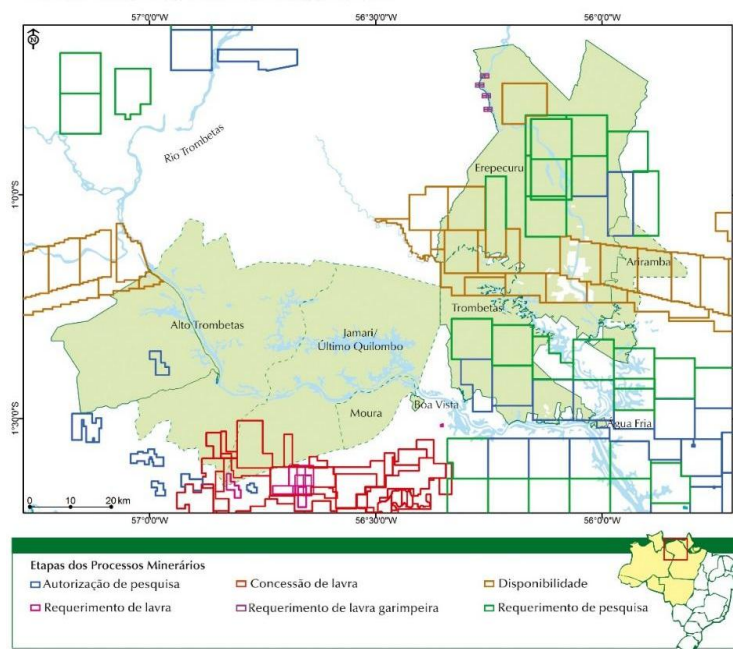 57°0'0"W 56°30'0"W 56°0'0"W
N
Rio Trombetas
1°0'0"S
Erepecuru
Ariramba
Trombetas
Alto Trombetas
Jamari/
Último Quilombo
Moura
Boa Vista
Água Fria
1°30'0"S
0 10 20 km
57°0'0"W 56°30'0"W 56°0'0"W
Etapas dos Processos Minerários
Autorização de pesquisa Concessão de lavra Disponibilidade
Requerimento de lavra Requerimento de lavra garimpeira Requerimento de pesquisa